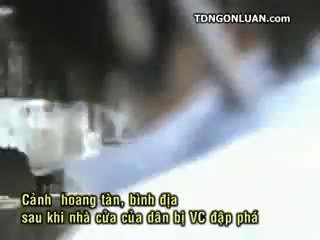 TDNGONLUAN.COM
Cảnh hoang tàn, bình địa
sau khi nhà cửa của dân bị VC đập phá